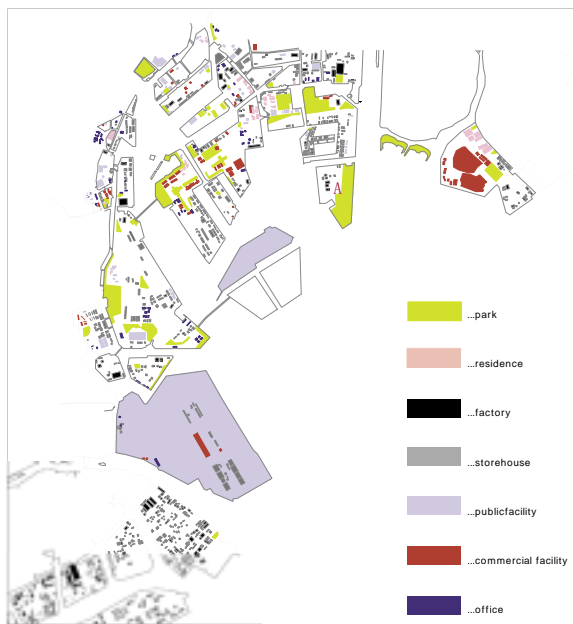 ...park
...residence
...factory
...storehouse
...publicfacility
...commercial facility
...office